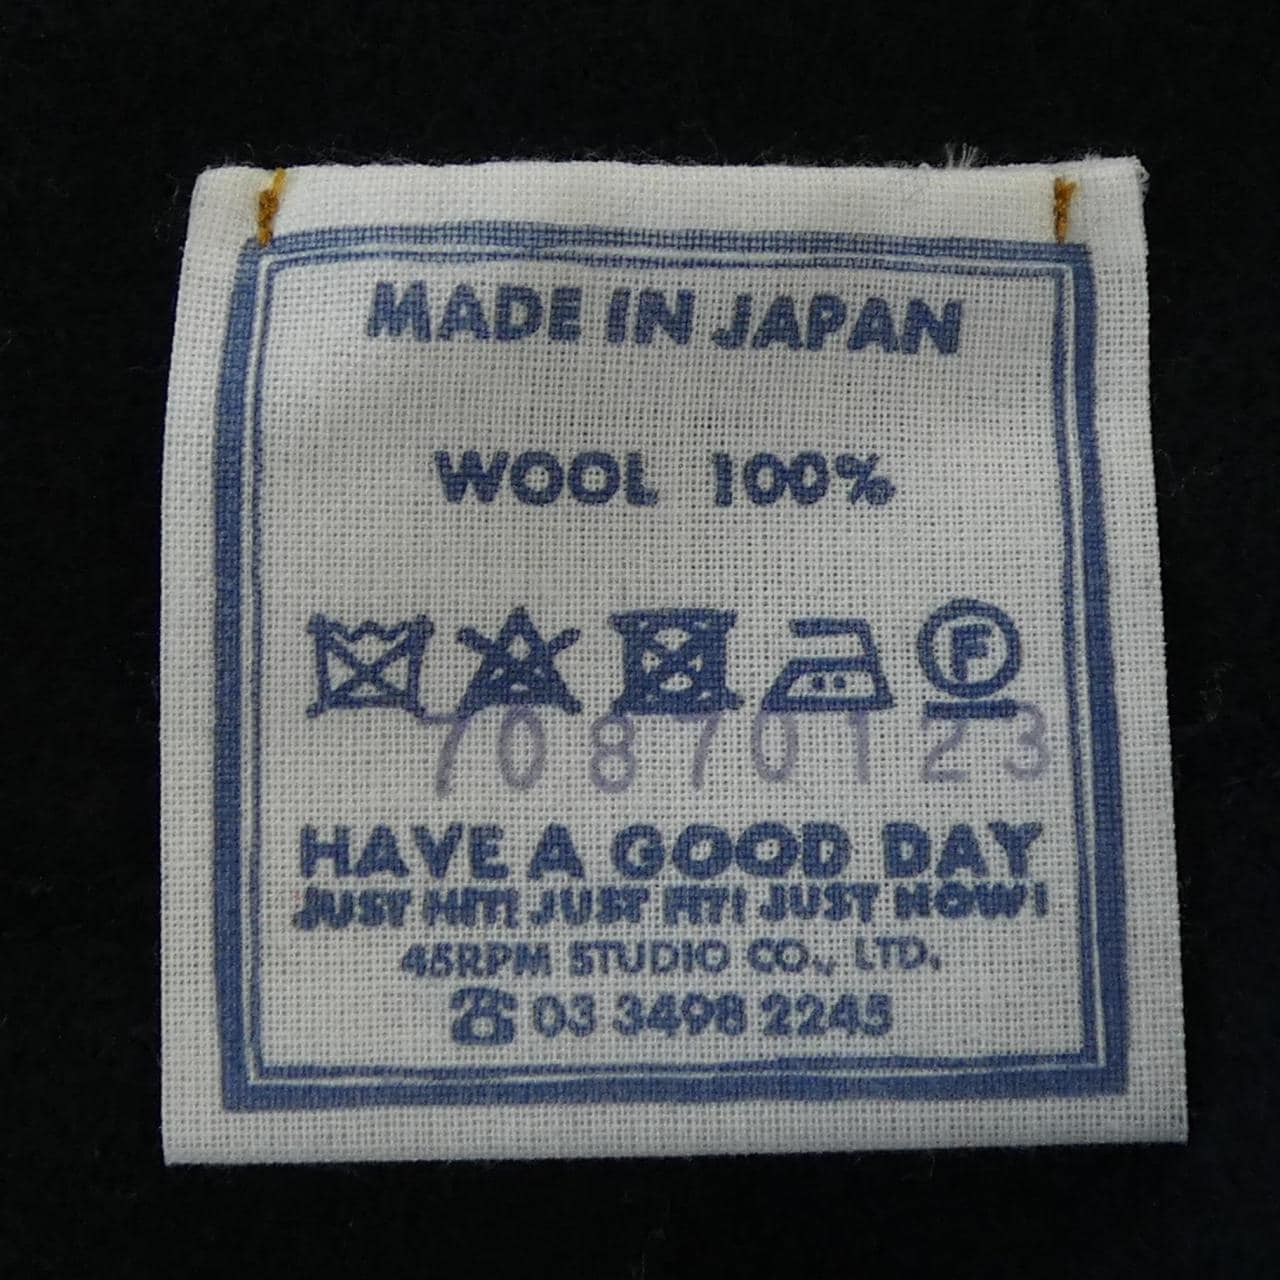 MADE IN JAPAN
WOOL 100%
F
70870123
HAVE A GOOD DAY
JUST HIT! JUST FIT! JUST NOW!
45RPM STUDIO CO., LTD.
☎ 03 3498 2245